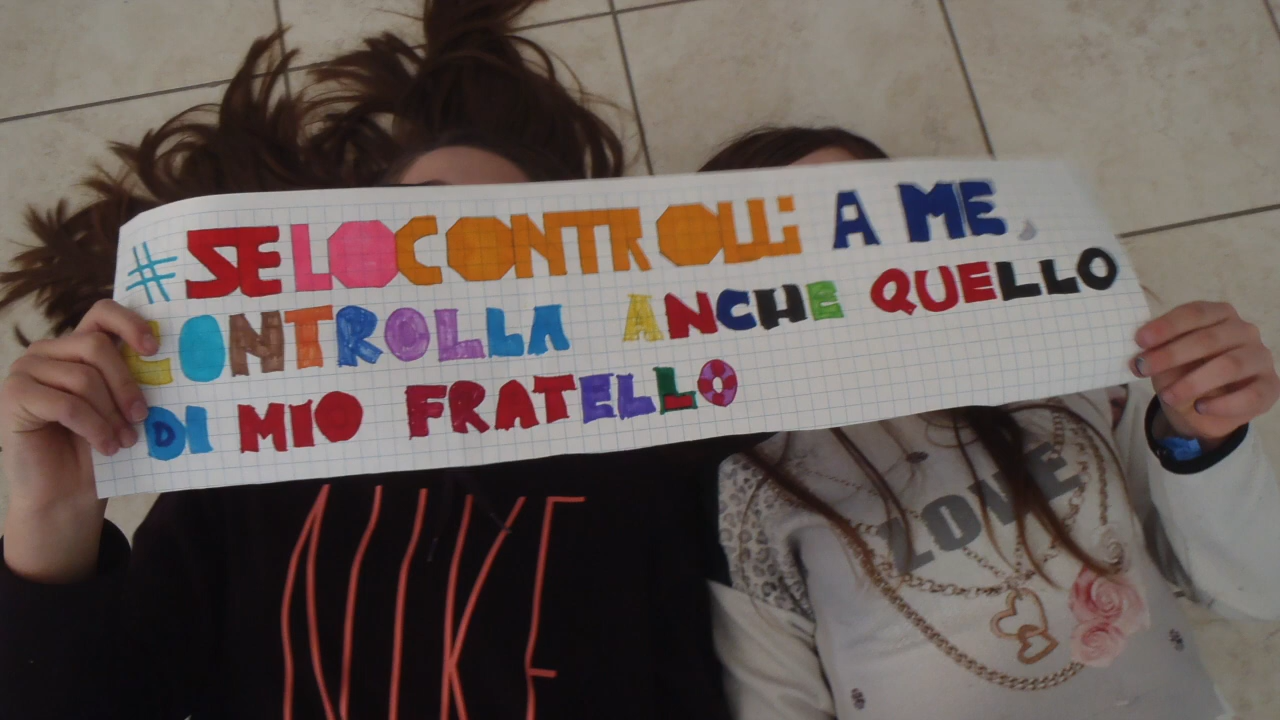 #SELOCONTROLLI A ME,
CONTROLLA ANCHE QUELLO
DI MIO FRATELLO
NIKE
LOVE